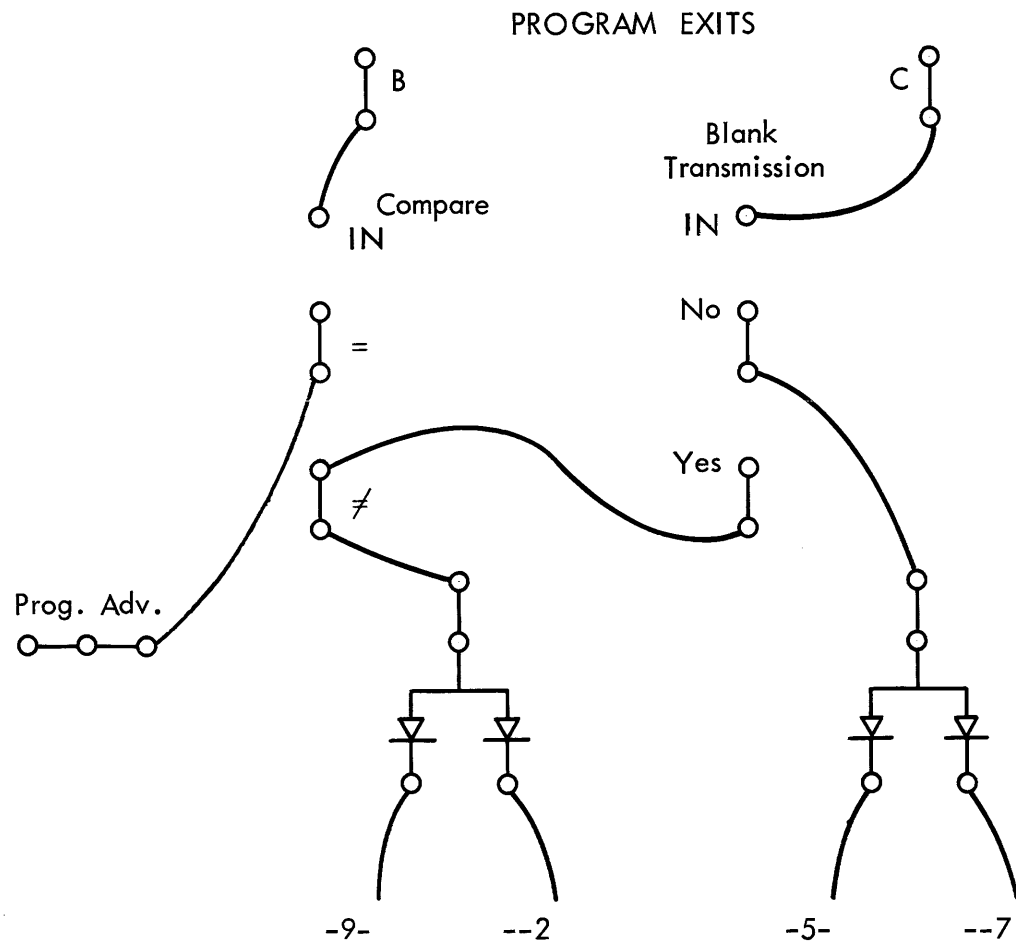 PROGRAM EXITS
B
C
Blank
Transmission
Compare
IN
IN
No
=
Yes
≠
Prog. Adv.
-9-
--2
-5-
--7